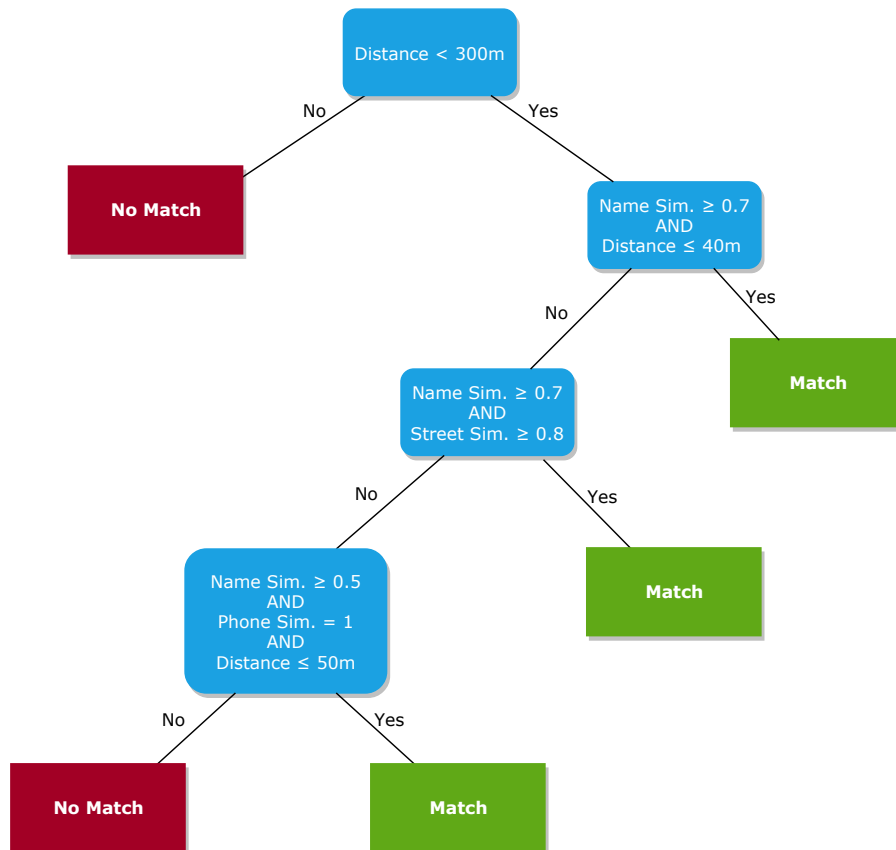 Distance < 300m
No
Yes
No Match
Name Sim. ≥ 0.7
AND
Distance ≤ 40m
No
Yes
Match
Name Sim. ≥ 0.7
AND
Street Sim. ≥ 0.8
No
Yes
Match
Name Sim. ≥ 0.5
AND
Phone Sim. = 1
AND
Distance ≤ 50m
No
Yes
No Match
Match